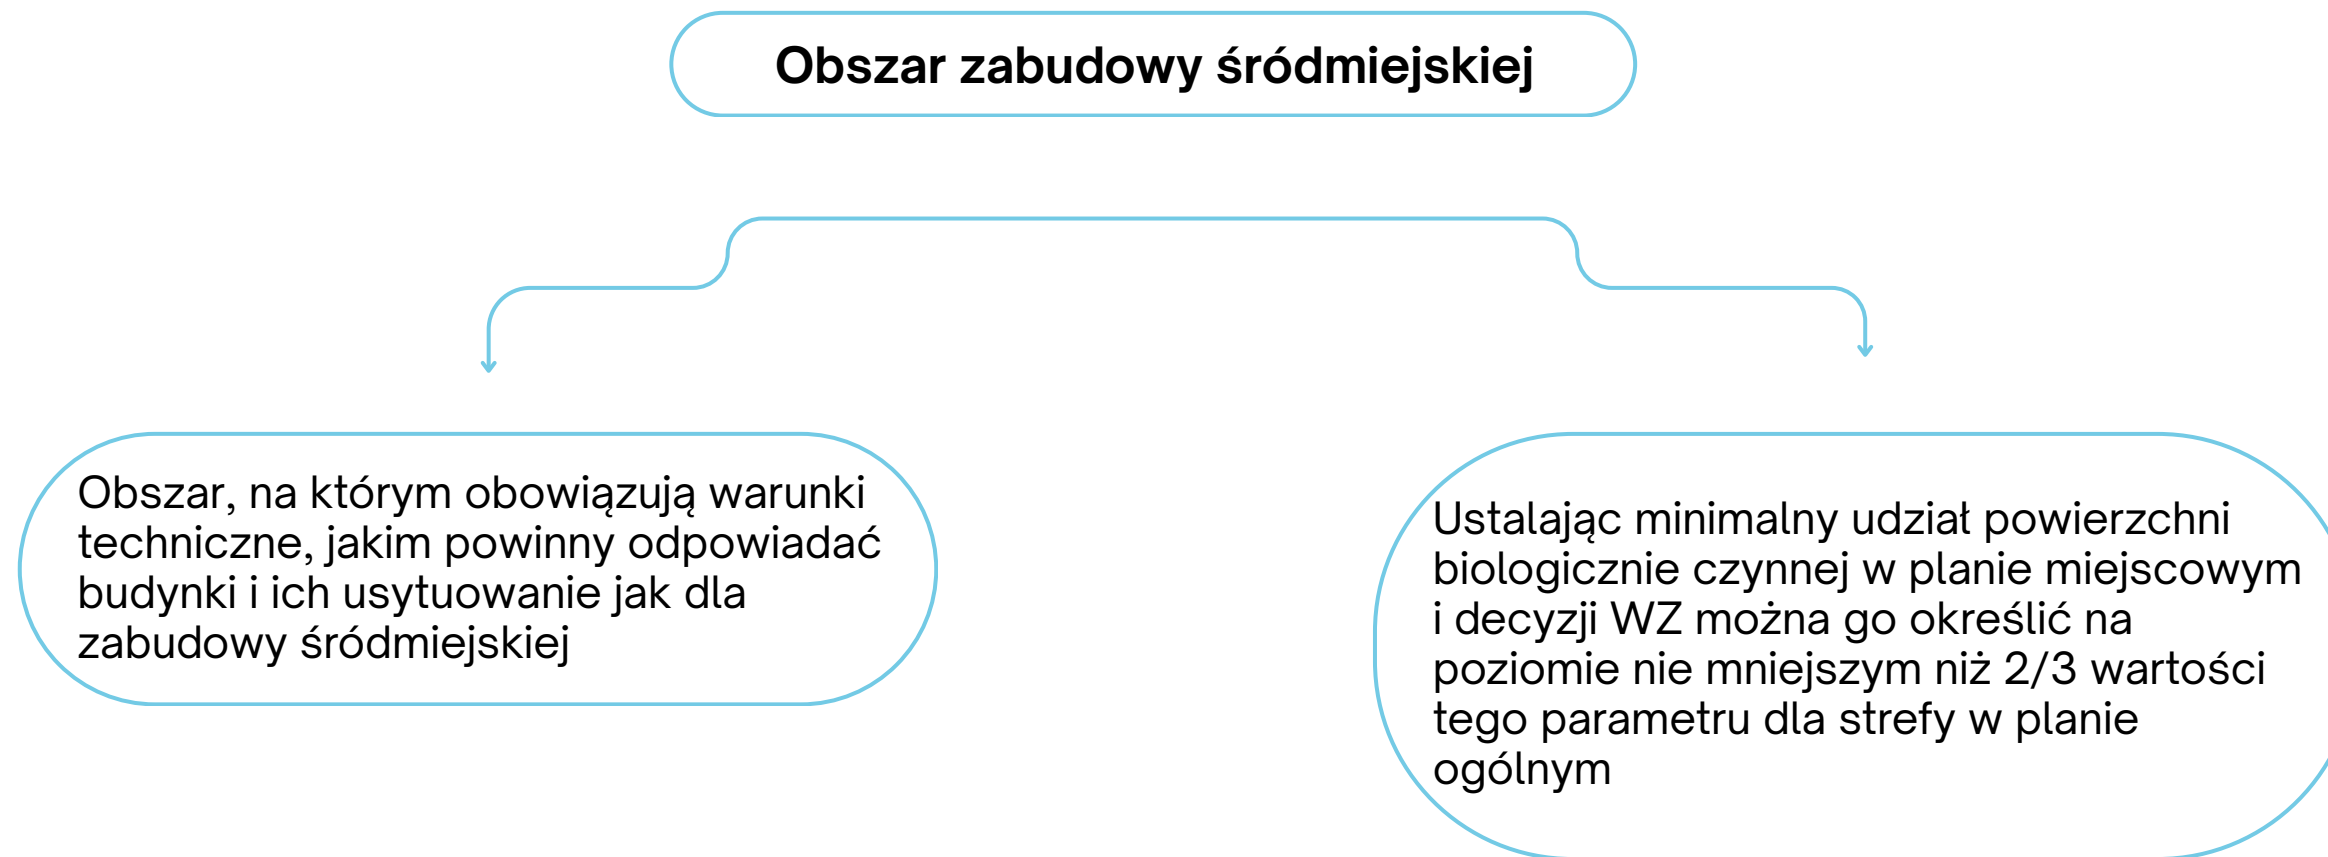 Obszar zabudowy śródmiejskiej
Obszar, na którym obowiązują warunki
techniczne, jakim powinny odpowiadać
budynki i ich usytuowanie jak dla
zabudowy śródmiejskiej
Ustalając minimalny udział powierzchni
biologicznie czynnej w planie miejscowym
i decyzji WZ można go określić na
poziomie nie mniejszym niż 2/3 wartości
tego parametru dla strefy w planie
ogólnym